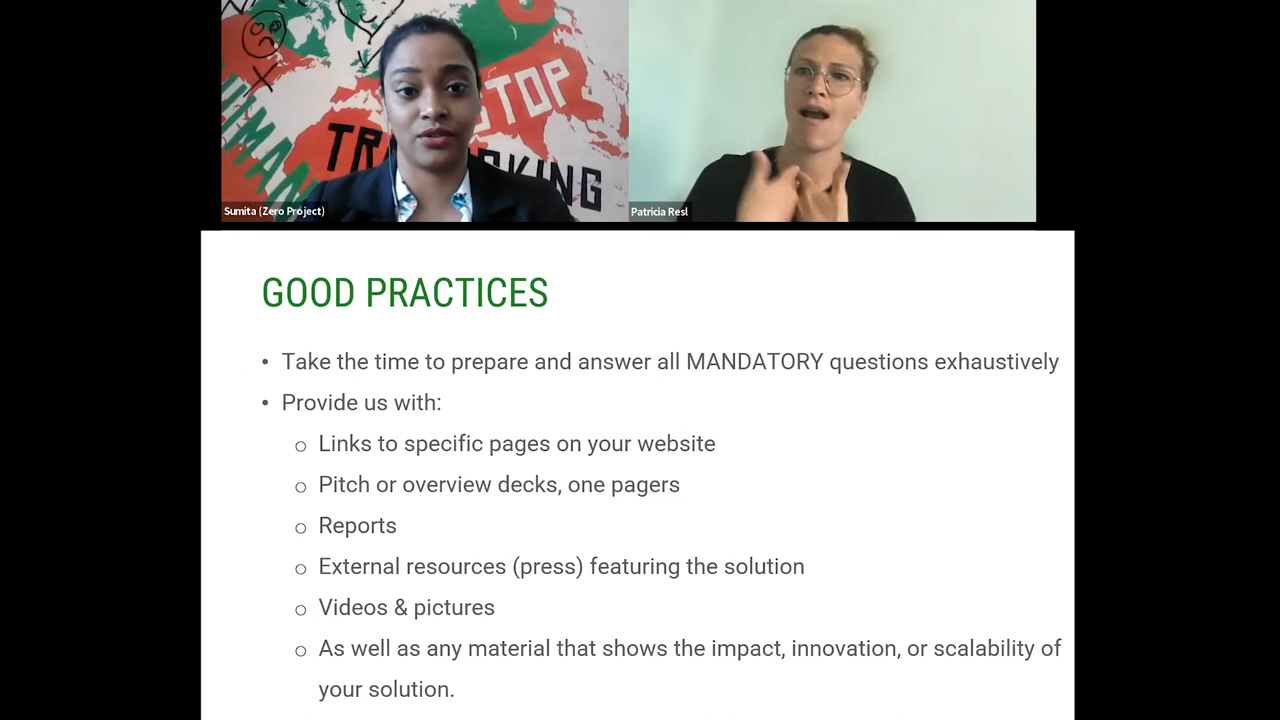 STOP
HUMAN
Sumita (Zero Project)
Patricia Resl
GOOD PRACTICES
• Take the time to prepare and answer all MANDATORY questions exhaustively
• Provide us with:
o Links to specific pages on your website
o Pitch or overview decks, one pagers
o Reports
o External resources (press) featuring the solution
o Videos & pictures
o As well as any material that shows the impact, innovation, or scalability of
your solution.